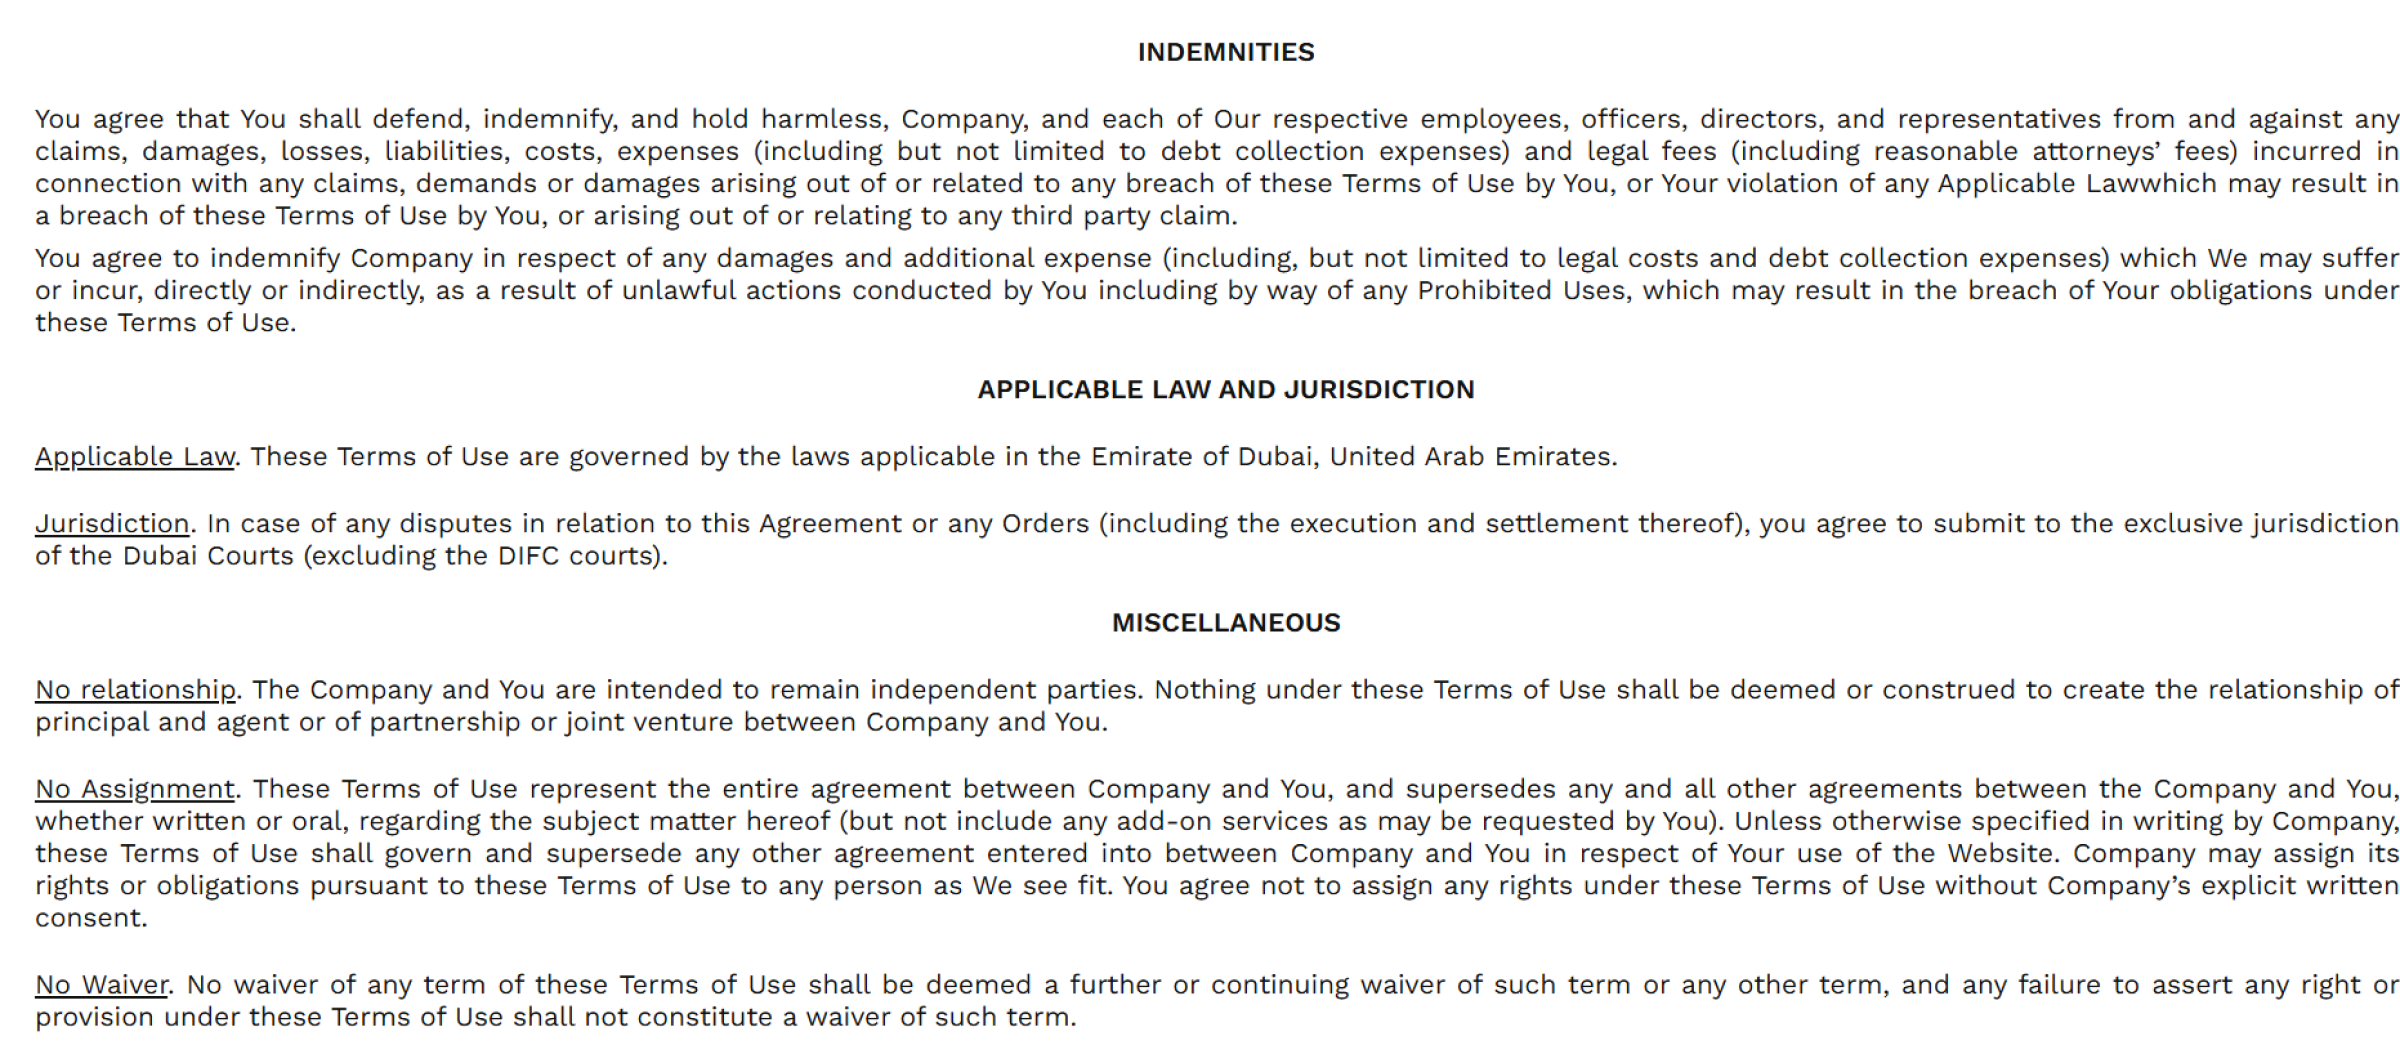 INDEMNITIES
You agree that You shall defend, indemnify, and hold harmless, Company, and each of Our respective employees, officers, directors, and representatives from and against any
claims, damages, losses, liabilities, costs, expenses (including but not limited to debt collection expenses) and legal fees (including reasonable attorneys’ fees) incurred in
connection with any claims, demands or damages arising out of or related to any breach of these Terms of Use by You, or Your violation of any Applicable Lawwhich may result in
a breach of these Terms of Use by You, or arising out of or relating to any third party claim.
You agree to indemnify Company in respect of any damages and additional expense (including, but not limited to legal costs and debt collection expenses) which We may suffer
or incur, directly or indirectly, as a result of unlawful actions conducted by You including by way of any Prohibited Uses, which may result in the breach of Your obligations under
these Terms of Use.
APPLICABLE LAW AND JURISDICTION
Applicable Law. These Terms of Use are governed by the laws applicable in the Emirate of Dubai, United Arab Emirates.
Jurisdiction. In case of any disputes in relation to this Agreement or any Orders (including the execution and settlement thereof), you agree to submit to the exclusive jurisdiction
of the Dubai Courts (excluding the DIFC courts).
MISCELLANEOUS
No relationship. The Company and You are intended to remain independent parties. Nothing under these Terms of Use shall be deemed or construed to create the relationship of
principal and agent or of partnership or joint venture between Company and You.
No Assignment. These Terms of Use represent the entire agreement between Company and You, and supersedes any and all other agreements between the Company and You,
whether written or oral, regarding the subject matter hereof (but not include any add-on services as may be requested by You). Unless otherwise specified in writing by Company,
these Terms of Use shall govern and supersede any other agreement entered into between Company and You in respect of Your use of the Website. Company may assign its
rights or obligations pursuant to these Terms of Use to any person as We see fit. You agree not to assign any rights under these Terms of Use without Company’s explicit written
consent.
No Waiver. No waiver of any term of these Terms of Use shall be deemed a further or continuing waiver of such term or any other term, and any failure to assert any right or
provision under these Terms of Use shall not constitute a waiver of such term.